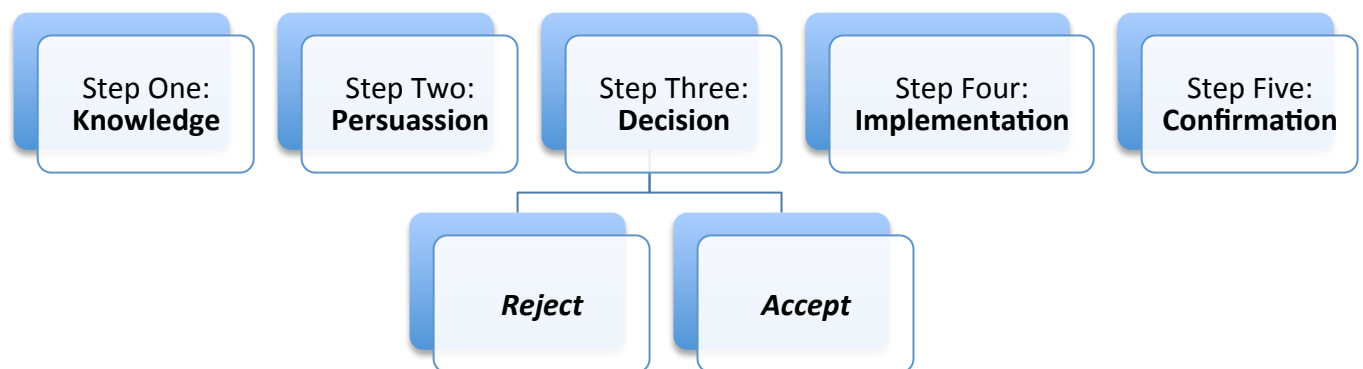 Step One:
Knowledge
Step Two:
Persuassion
Step Three:
Decision
Step Four:
Implementation
Step Five:
Confirmation
Reject
Accept